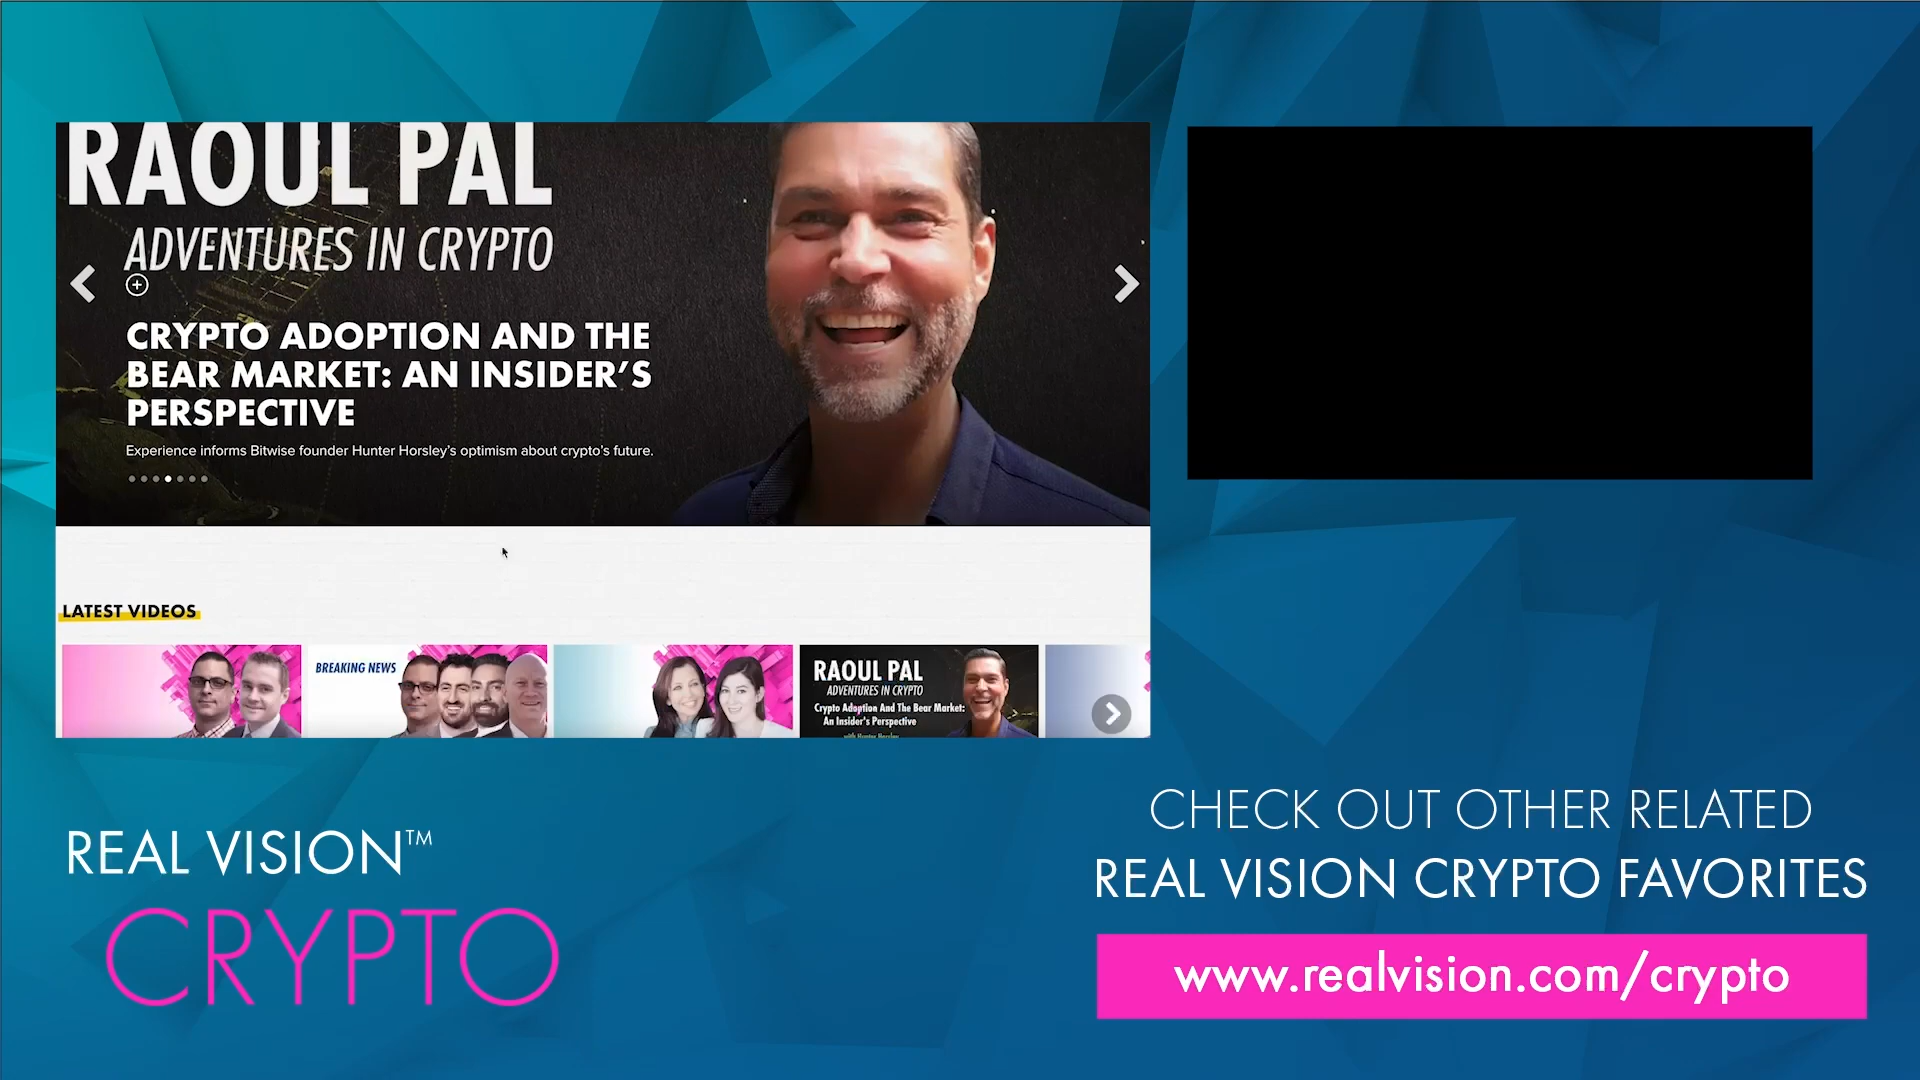 RAOUL PAL
ADVENTURES IN CRYPTO
CRYPTO ADOPTION AND THE
BEAR MARKET: AN INSIDER'S
PERSPECTIVE
Experience informs Bitwise founder Hunter Horsley's optimism about crypto's future.
LATEST VIDEOS
BREAKING NEWS
RAOUL PAL
ADVENTURES IN CRYPTO
Crypto Adoption And The Bear Market:
An Insider's Perspective
with Hunter Horsley
REAL VISION™
CRYPTO
CHECK OUT OTHER RELATED
REAL VISION CRYPTO FAVORITES
www.realvision.com/crypto